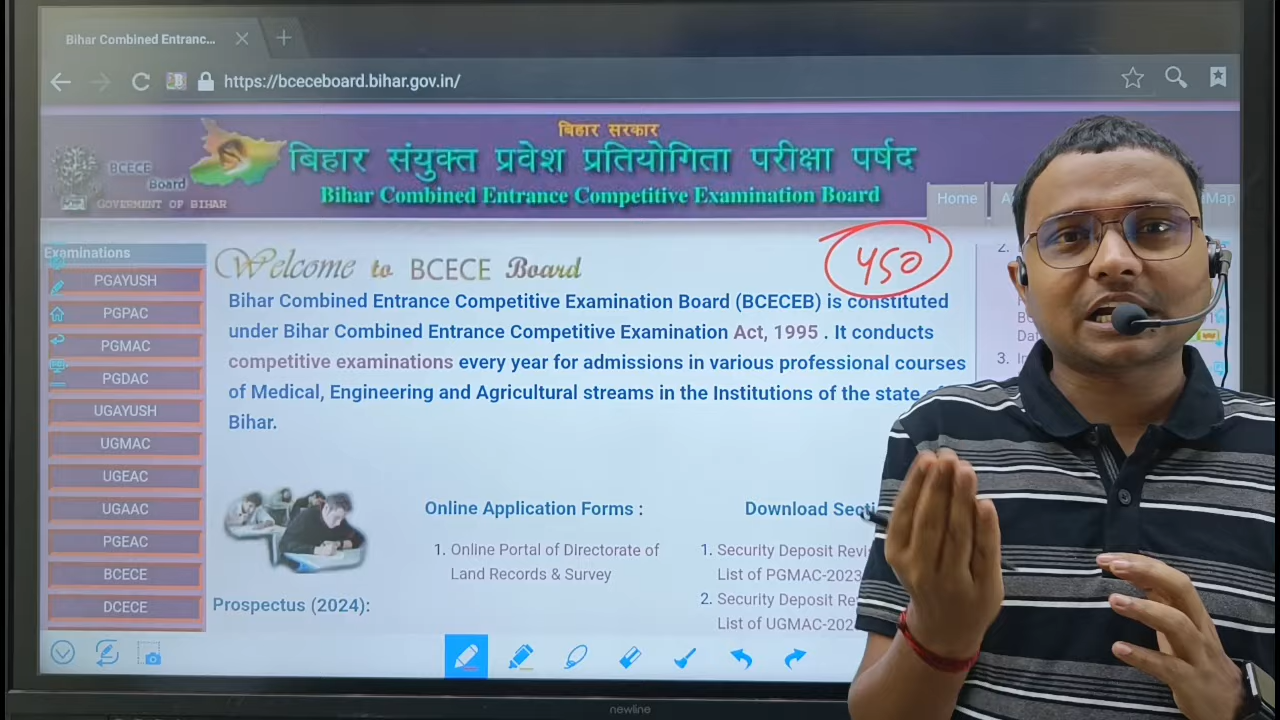 Bihar Combined Entranc...
https://bceceboard.bihar.gov.in/
बिहार सरकार
बिहार संयुक्त प्रवेश प्रतियोगिता परीक्षा पर्षद
Bihar Combined Entrance Competitive Examination Board
BCECE
Board
GOVERMENT OF BIHAR
Home
Map
Examinations
PGAYUSH
PGPAC
PGMAC
PGDAC
UGAYUSH
UGMAC
UGEAC
UGAAC
PGEAC
BCECE
DCECE
Welcome to BCECE Board
450
Bihar Combined Entrance Competitive Examination Board (BCECEB) is constituted
under Bihar Combined Entrance Competitive Examination Act, 1995 . It conducts
competitive examinations every year for admissions in various professional courses
of Medical, Engineering and Agricultural streams in the Institutions of the state
Bihar.
2.
3.
Online Application Forms :
1. Online Portal of Directorate of
Land Records & Survey
Prospectus (2024):
Download Secti
1. Security Deposit Revi
List of PGMAC-2023
2. Security Deposit Re
List of UGMAC-202
newline